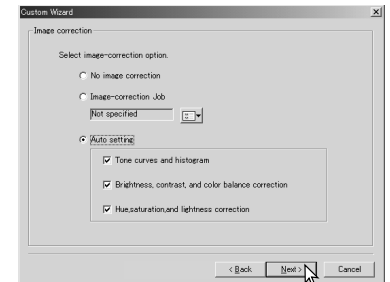 Custom Wizard
Image correction
Select image-correction option.
No image correction
Image-correction Job
Not specified
Auto setting
Tone curves and histogram
Brightness, contrast, and color balance correction
Hue,saturation,and lightness correction
< Back Next > Cancel